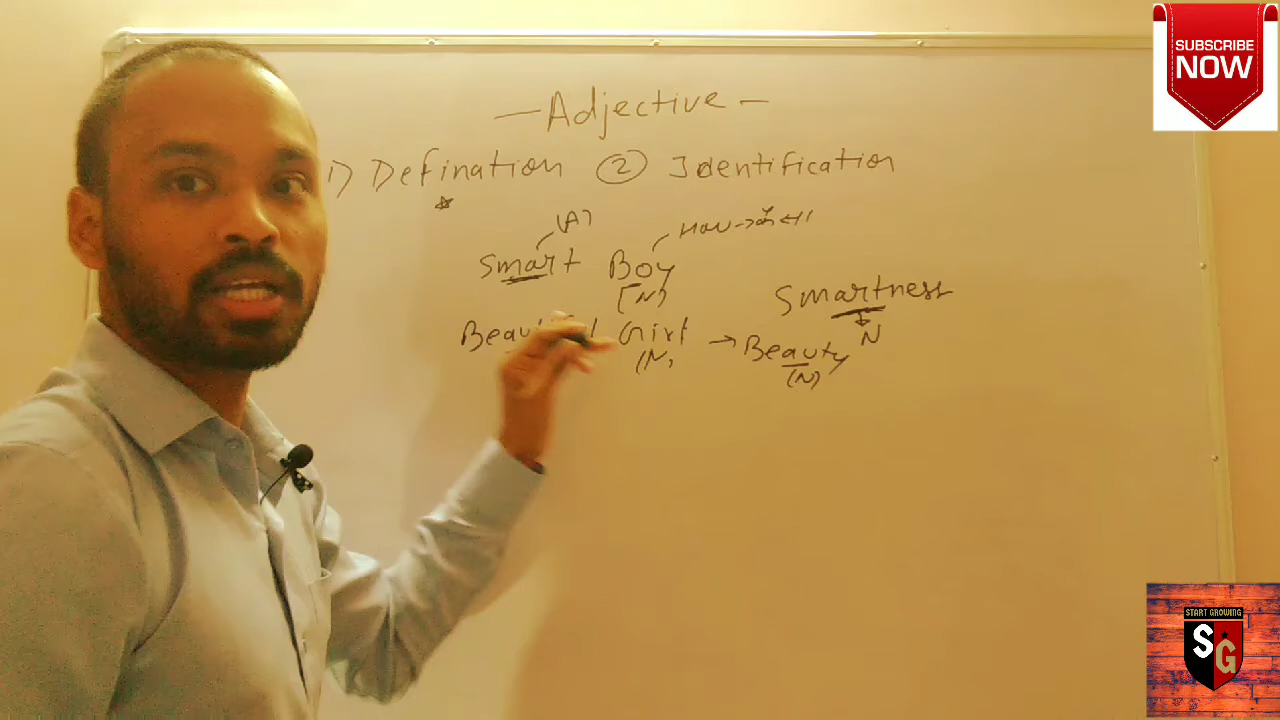 SUBSCRIBE
NOW
- Adjective -
1) Defination ② Identification
(A)
Smart Boy
(N)
Smartness
N
Girl → Beauty
(N) (N)
START GROWING
SG